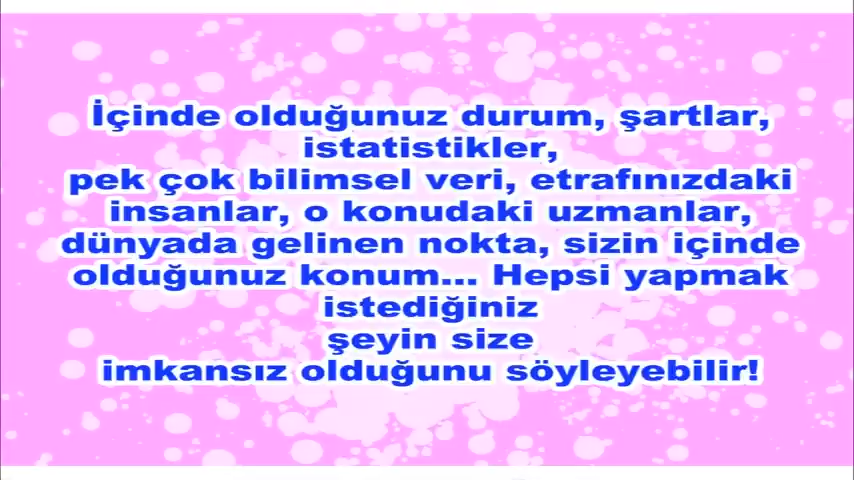 İçinde olduğunuz durum, şartlar,
istatistikler,
pek çok bilimsel veri, etrafınızdaki
insanlar, o konudaki uzmanlar,
dünyada gelinen nokta, sizin içinde
olduğunuz konum... Hepsi yapmak
istediğiniz
şeyin size
imkansız olduğunu söyleyebilir!